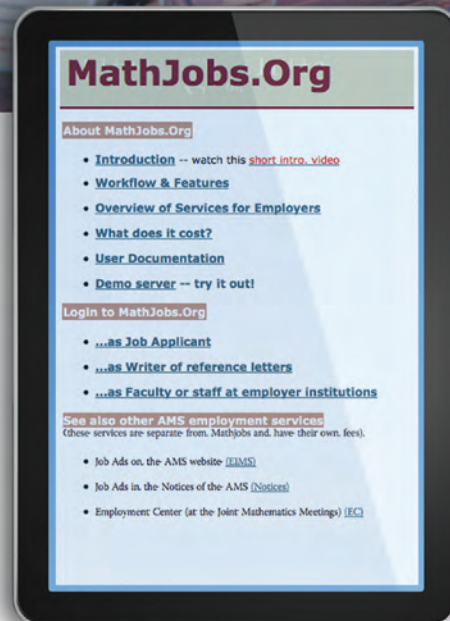 MathJobs.Org
About MathJobs.Org
• Introduction -- watch this short intro. video
• Workflow & Features
• Overview of Services for Employers
• What does it cost?
• User Documentation
• Demo server -- try it out!
Login to MathJobs.Org
• ...as Job Applicant
• ...as Writer of reference letters
• ...as Faculty or staff at employer institutions
See also other AMS employment services
(these services are separate from. Mathjobs and. have their own. fees).
• Job Ads on. the AMS website (EIMS)
• Job Ads in. the Notices of the AMS (Notices)
• Employment Center (at the Joint Mathematics Meetings) (EC)